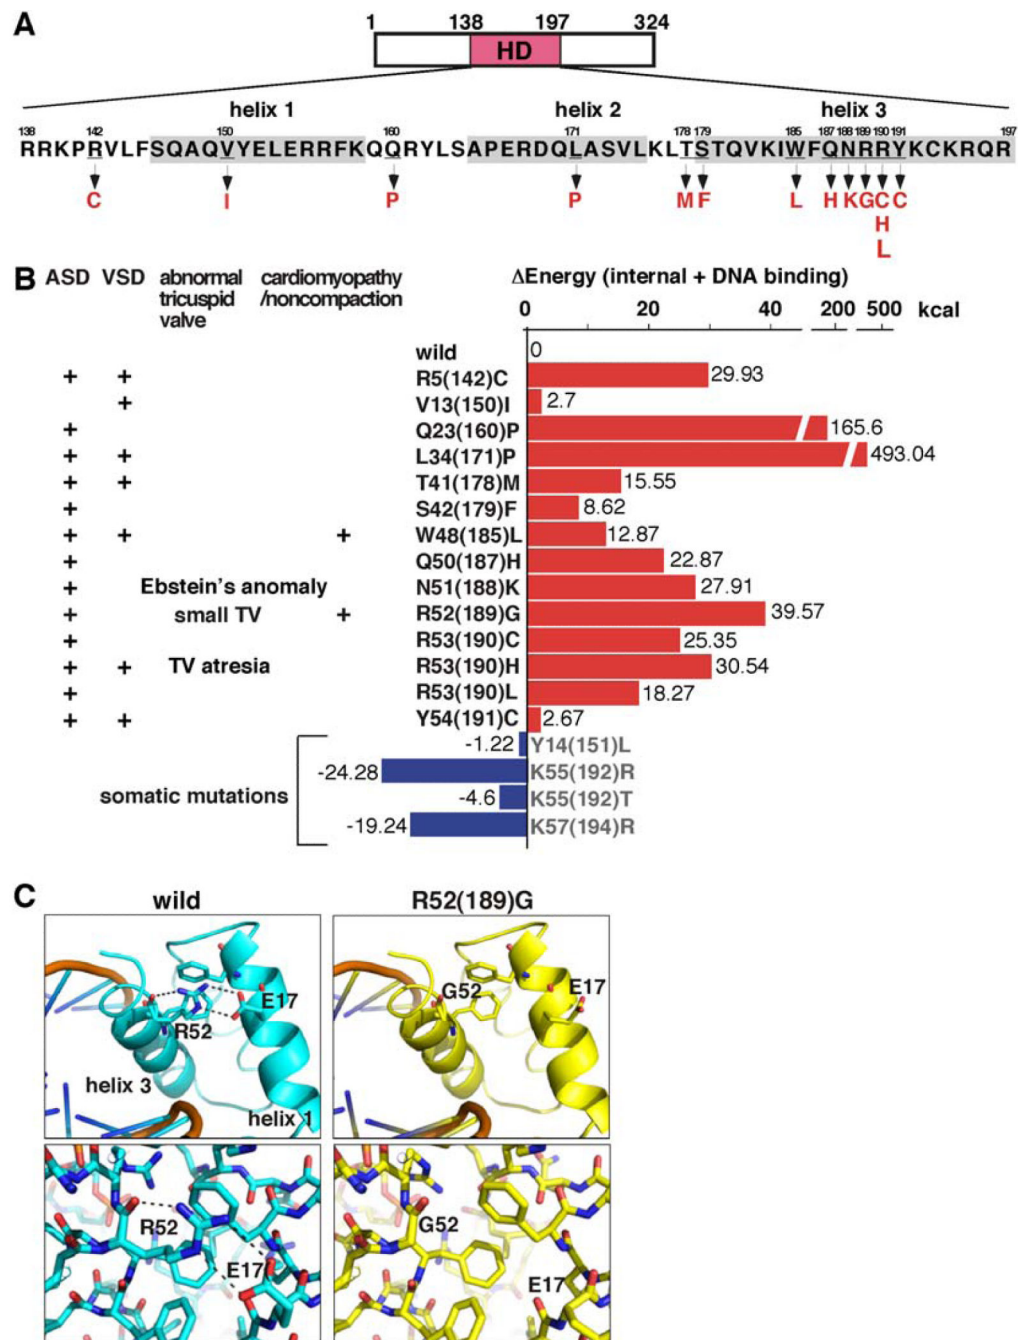 A
1 138 197 324
HD
helix 1 helix 2 helix 3
138 142 150 160 171 178 179 185 187 188 189 190 191 197
RRKPRVLFSQAQVYELERRFKQQRYLSAPERDQLASVLKLTSTQVKIWFQNRRYKCKRQR
C I P P M F L H K G C C
H
L
B ASD VSD abnormal tricuspid valve cardiomyopathy /noncompaction
ΔEnergy (internal + DNA binding)
0 20 40 200 500 kcal
wild 0
+ + R5(142)C 29.93
+ V13(150)I 2.7
+ Q23(160)P 165.6
+ + L34(171)P 493.04
+ + T41(178)M 15.55
+ S42(179)F 8.62
+ + + W48(185)L 12.87
+ Q50(187)H 22.87
+ Ebstein's anomaly N51(188)K 27.91
+ small TV + R52(189)G 39.57
+ R53(190)C 25.35
+ + TV atresia R53(190)H 30.54
+ R53(190)L 18.27
+ + Y54(191)C 2.67
-1.22 Y14(151)L
-24.28 K55(192)R
somatic mutations -4.6 K55(192)T
-19.24 K57(194)R
C
wild R52(189)G
E17 R52 helix 3 helix 1
G52 E17
R52 E17
G52 E17